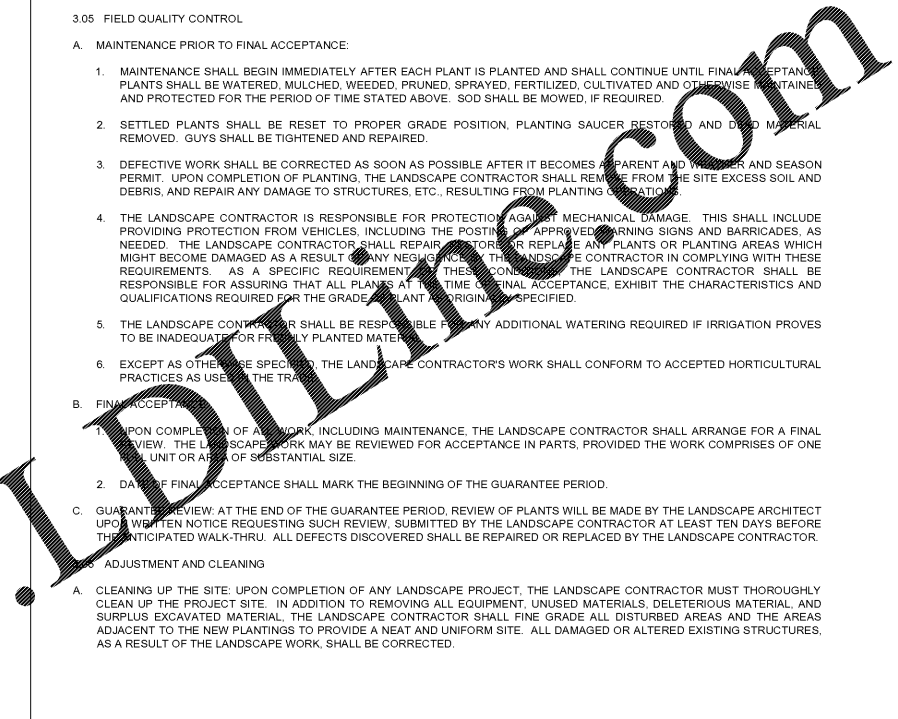 3.05 FIELD QUALITY CONTROL
A. MAINTENANCE PRIOR TO FINAL ACCEPTANCE:
1. MAINTENANCE SHALL BEGIN IMMEDIATELY AFTER EACH PLANT IS PLANTED AND SHALL CONTINUE UNTIL FINAL ACCEPTANCE.
PLANTS SHALL BE WATERED, MULCHED, WEEDED, PRUNED, SPRAYED, FERTILIZED, CULTIVATED AND OTHERWISE MAINTAINED
AND PROTECTED FOR THE PERIOD OF TIME STATED ABOVE. SOD SHALL BE MOWED, IF REQUIRED.
2. SETTLED PLANTS SHALL BE RESET TO PROPER GRADE POSITION, PLANTING SAUCER RESTORED AND DEAD MATERIAL
REMOVED. GUYS SHALL BE TIGHTENED AND REPAIRED.
3. DEFECTIVE WORK SHALL BE CORRECTED AS SOON AS POSSIBLE AFTER IT BECOMES APPARENT AND WEATHER AND SEASON
PERMIT. UPON COMPLETION OF PLANTING, THE LANDSCAPE CONTRACTOR SHALL REMOVE FROM THE SITE EXCESS SOIL AND
DEBRIS, AND REPAIR ANY DAMAGE TO STRUCTURES, ETC., RESULTING FROM PLANTING OPERATIONS.
4. THE LANDSCAPE CONTRACTOR IS RESPONSIBLE FOR PROTECTION AGAINST MECHANICAL DAMAGE. THIS SHALL INCLUDE
PROVIDING PROTECTION FROM VEHICLES, INCLUDING THE POSTING OF APPROVED WARNING SIGNS AND BARRICADES, AS
NEEDED. THE LANDSCAPE CONTRACTOR SHALL REPAIR, RESTORE OR REPLACE ANY PLANTS OR PLANTING AREAS WHICH
MIGHT BECOME DAMAGED AS A RESULT OF ANY NEGLIGENCE BY THE LANDSCAPE CONTRACTOR IN COMPLYING WITH THESE
REQUIREMENTS. AS A SPECIFIC REQUIREMENT OF THESE CONDITIONS, THE LANDSCAPE CONTRACTOR SHALL BE
RESPONSIBLE FOR ASSURING THAT ALL PLANTS AT THE TIME OF FINAL ACCEPTANCE, EXHIBIT THE CHARACTERISTICS AND
QUALIFICATIONS REQUIRED FOR THE GRADE OF PLANT AS ORIGINALLY SPECIFIED.
5. THE LANDSCAPE CONTRACTOR SHALL BE RESPONSIBLE FOR ANY ADDITIONAL WATERING REQUIRED IF IRRIGATION PROVES
TO BE INADEQUATE FOR FRESHLY PLANTED MATERIAL.
6. EXCEPT AS OTHERWISE SPECIFIED, THE LANDSCAPE CONTRACTOR'S WORK SHALL CONFORM TO ACCEPTED HORTICULTURAL
PRACTICES AS USED IN THE TRADE.
B. FINAL ACCEPTANCE:
1. UPON COMPLETION OF ALL WORK, INCLUDING MAINTENANCE, THE LANDSCAPE CONTRACTOR SHALL ARRANGE FOR A FINAL
REVIEW. THE LANDSCAPE WORK MAY BE REVIEWED FOR ACCEPTANCE IN PARTS, PROVIDED THE WORK COMPRISES OF ONE
FULL UNIT OR AREA OF SUBSTANTIAL SIZE.
2. DATE OF FINAL ACCEPTANCE SHALL MARK THE BEGINNING OF THE GUARANTEE PERIOD.
C. GUARANTEE REVIEW: AT THE END OF THE GUARANTEE PERIOD, REVIEW OF PLANTS WILL BE MADE BY THE LANDSCAPE ARCHITECT
UPON WRITTEN NOTICE REQUESTING SUCH REVIEW, SUBMITTED BY THE LANDSCAPE CONTRACTOR AT LEAST TEN DAYS BEFORE
THE ANTICIPATED WALK-THRU. ALL DEFECTS DISCOVERED SHALL BE REPAIRED OR REPLACED BY THE LANDSCAPE CONTRACTOR.
3.06 ADJUSTMENT AND CLEANING
A. CLEANING UP THE SITE: UPON COMPLETION OF ANY LANDSCAPE PROJECT, THE LANDSCAPE CONTRACTOR MUST THOROUGHLY
CLEAN UP THE PROJECT SITE. IN ADDITION TO REMOVING ALL EQUIPMENT, UNUSED MATERIALS, DELETERIOUS MATERIAL, AND
SURPLUS EXCAVATED MATERIAL, THE LANDSCAPE CONTRACTOR SHALL FINE GRADE ALL DISTURBED AREAS AND THE AREAS
ADJACENT TO THE NEW PLANTINGS TO PROVIDE A NEAT AND UNIFORM SITE. ALL DAMAGED OR ALTERED EXISTING STRUCTURES,
AS A RESULT OF THE LANDSCAPE WORK, SHALL BE CORRECTED.
.LDILine.com